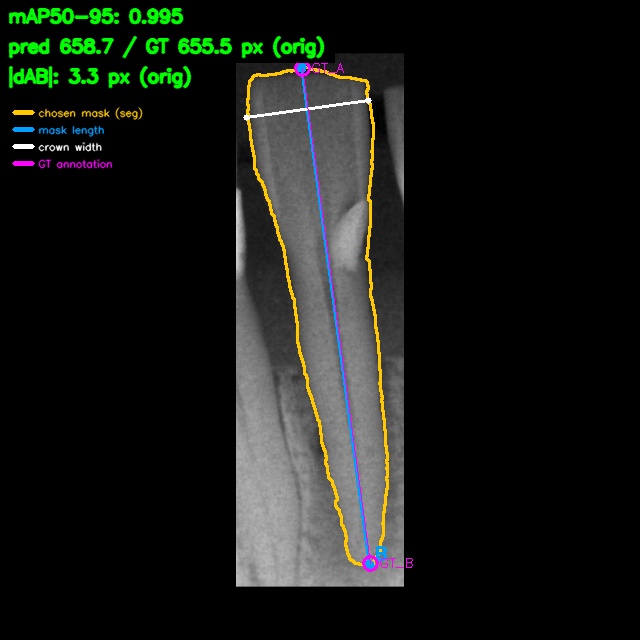 mAP50-95: 0.995
pred 658.7 / GT 655.5 px (orig)
|dAB|: 3.3 px (orig)
chosen mask (seg)
mask length
crown width
GT annotation
GT_A
B
GT_B